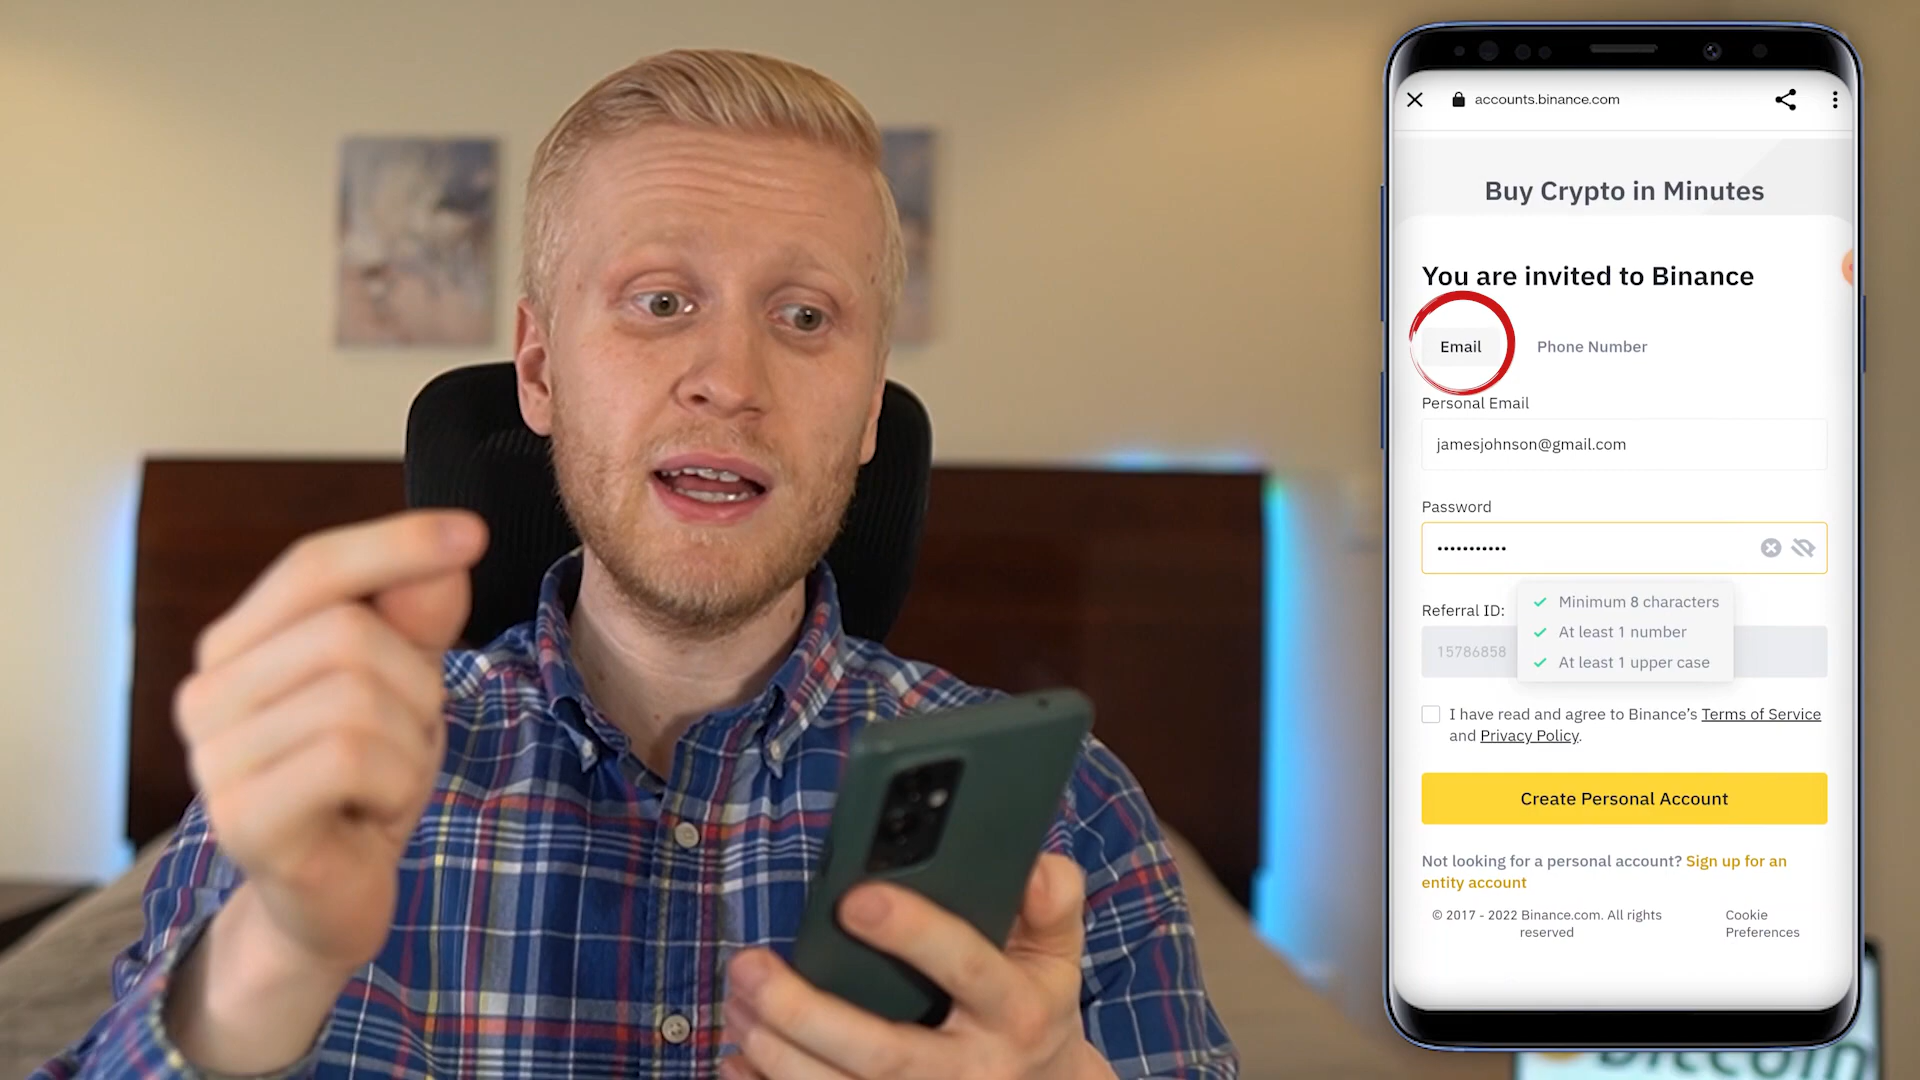 accounts.binance.com
Buy Crypto in Minutes
You are invited to Binance
Email Phone Number
Personal Email
jamesjohnson@gmail.com
Password
•••••••••••
Minimum 8 characters
Referral ID:
At least 1 number
15786858
At least 1 upper case
I have read and agree to Binance’s Terms of Service
and Privacy Policy.
Create Personal Account
Not looking for a personal account? Sign up for an
entity account
© 2017 - 2022 Binance.com. All rights
reserved
Cookie
Preferences
bitcoin